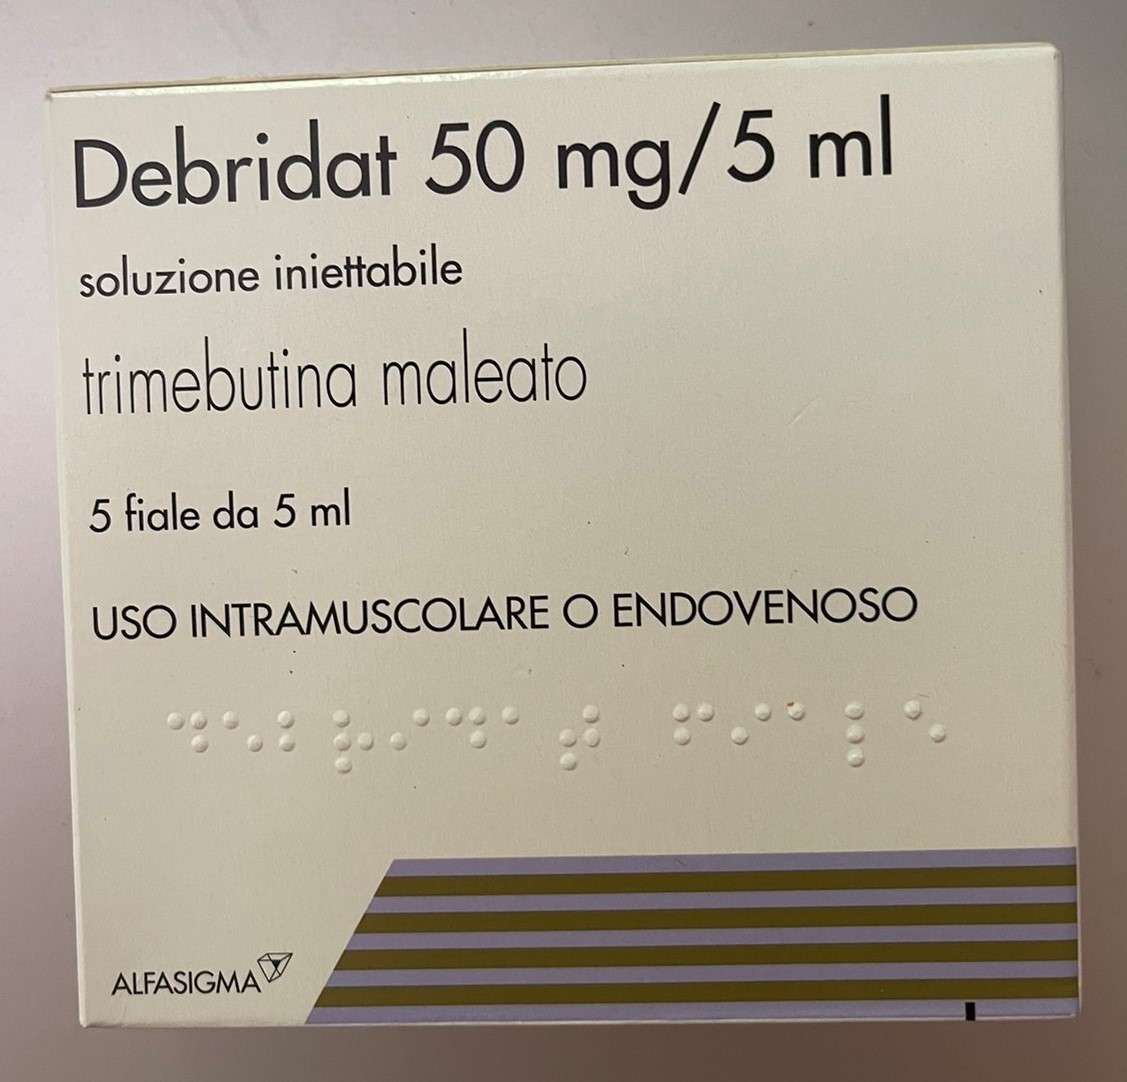 Debridat 50 mg/5 ml
soluzione iniettabile
trimebutina maleato
5 fiale da 5 ml
USO INTRAMUSCOLARE O ENDOVENOSO
ALFASIGMA